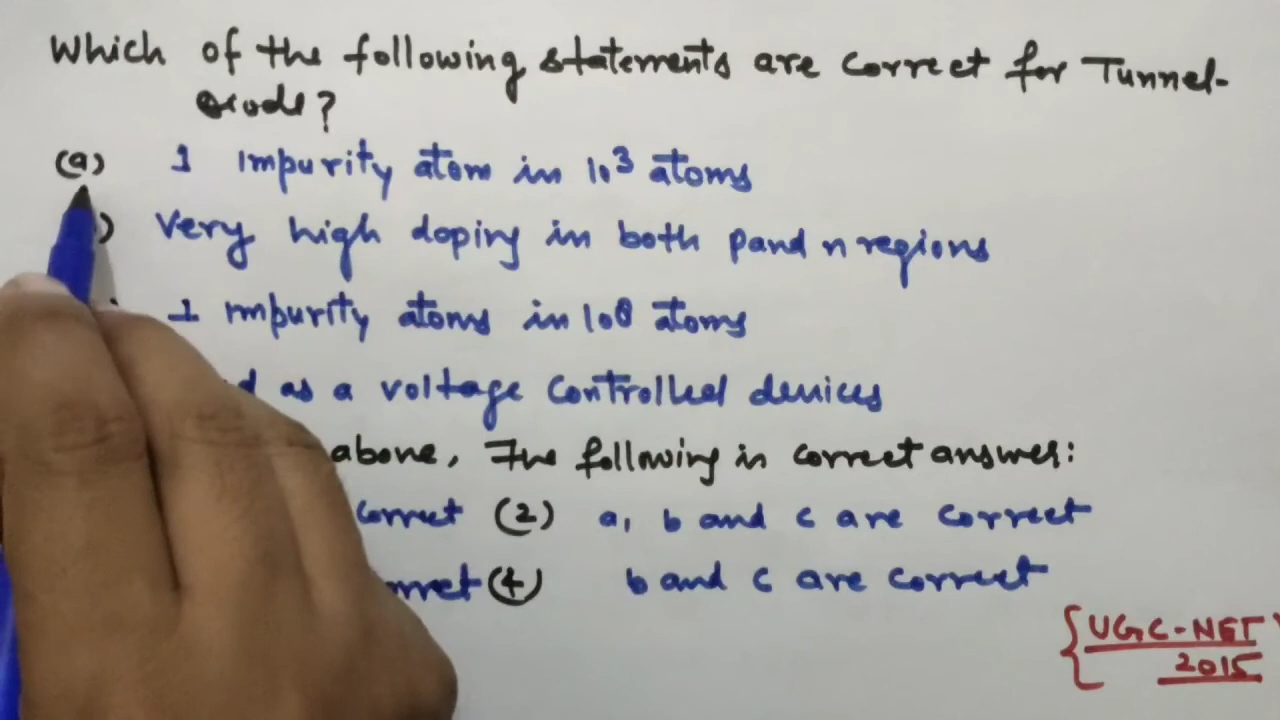 Which of the following statements are correct for Tunnel-
diode?
(a) 1 Impurity atom in 10³ atoms
) Very high doping in both p and n regions
1 impurity atoms in 10⁸ atoms
as a voltage controlled devices
above, The following is correct answer:
correct (2) a, b and c are correct
(4) b and c are correct
{UGC-NET
2015